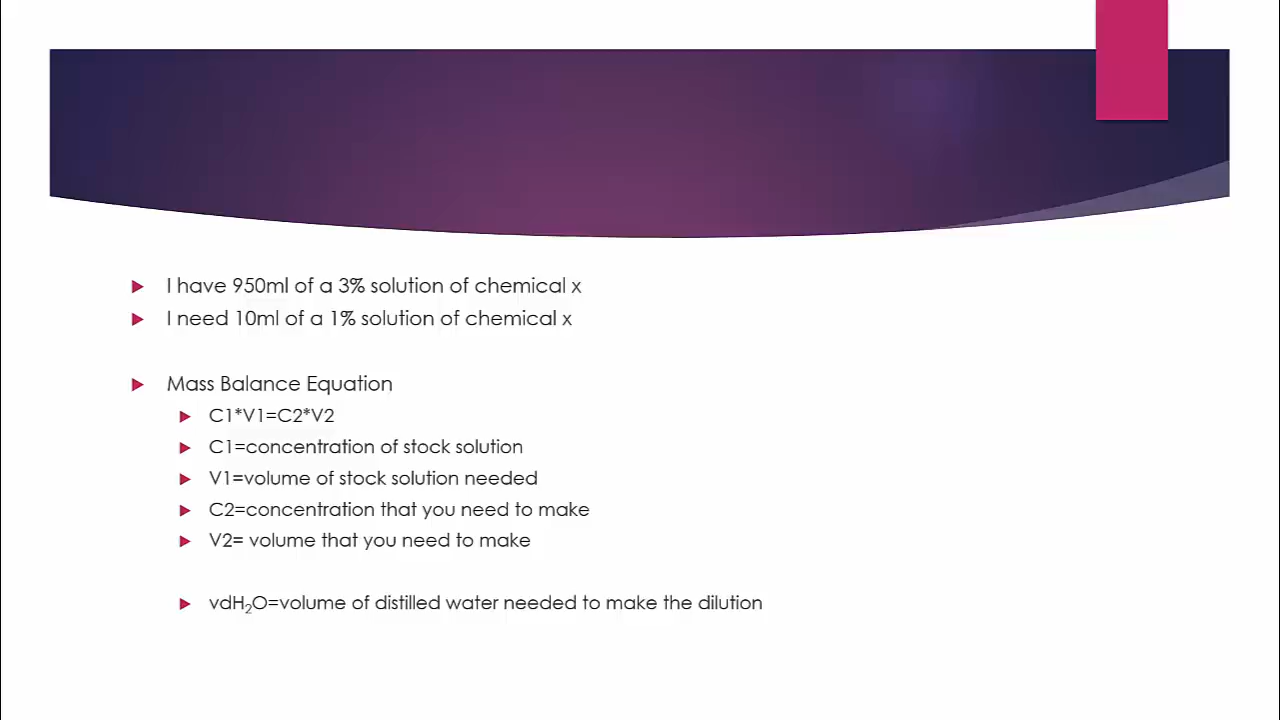 I have 950ml of a 3% solution of chemical x
I need 10ml of a 1% solution of chemical x
Mass Balance Equation
C1*V1=C2*V2
C1=concentration of stock solution
V1=volume of stock solution needed
C2=concentration that you need to make
V2= volume that you need to make
vdH₂O=volume of distilled water needed to make the dilution